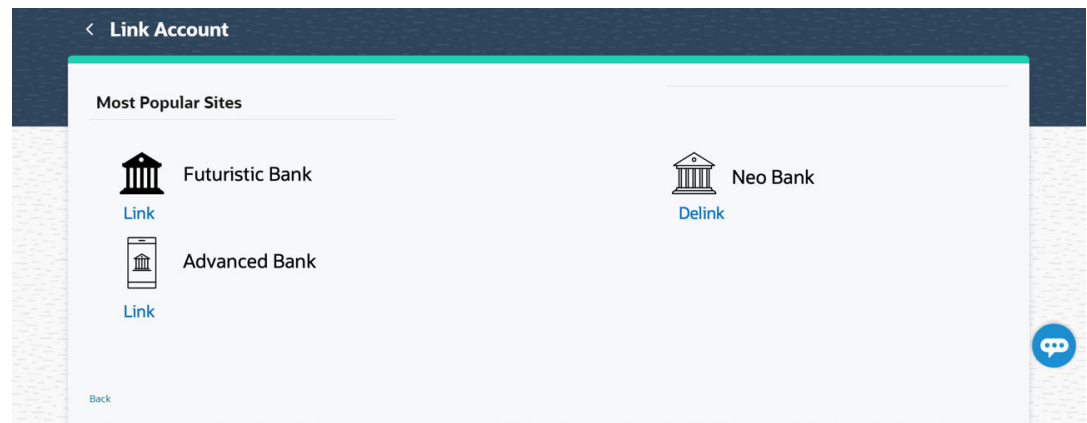 Link Account
Most Popular Sites
Futuristic Bank
Neo Bank
Link
Delink
Advanced Bank
Link
Back